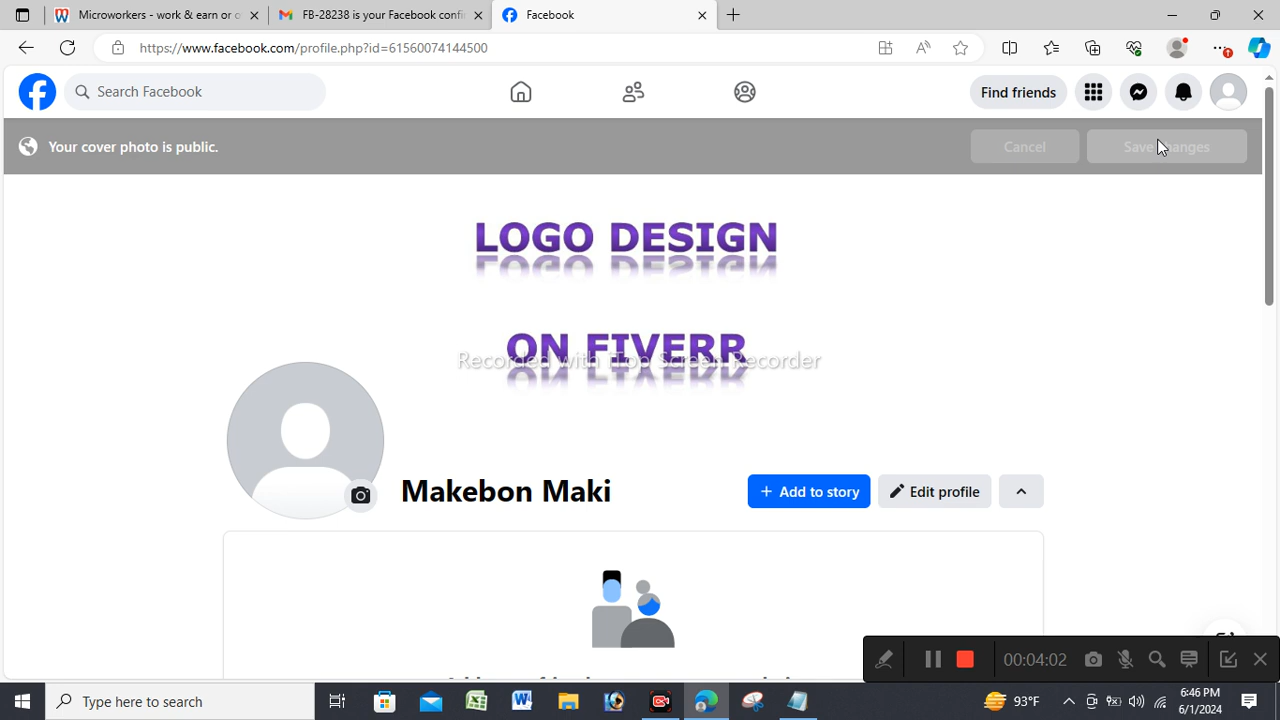 Microworkers - work & earn or o
FB-28238 is your Facebook confi
Facebook
https://www.facebook.com/profile.php?id=61560074144500
Search Facebook
Find friends
Your cover photo is public.
Cancel
Save Changes
LOGO DESIGN
ON FIVERR
Recorded with iTop Screen Recorder
Makebon Maki
+ Add to story
Edit profile
00:04:02
Type here to search
93°F
6:46 PM
6/1/2024